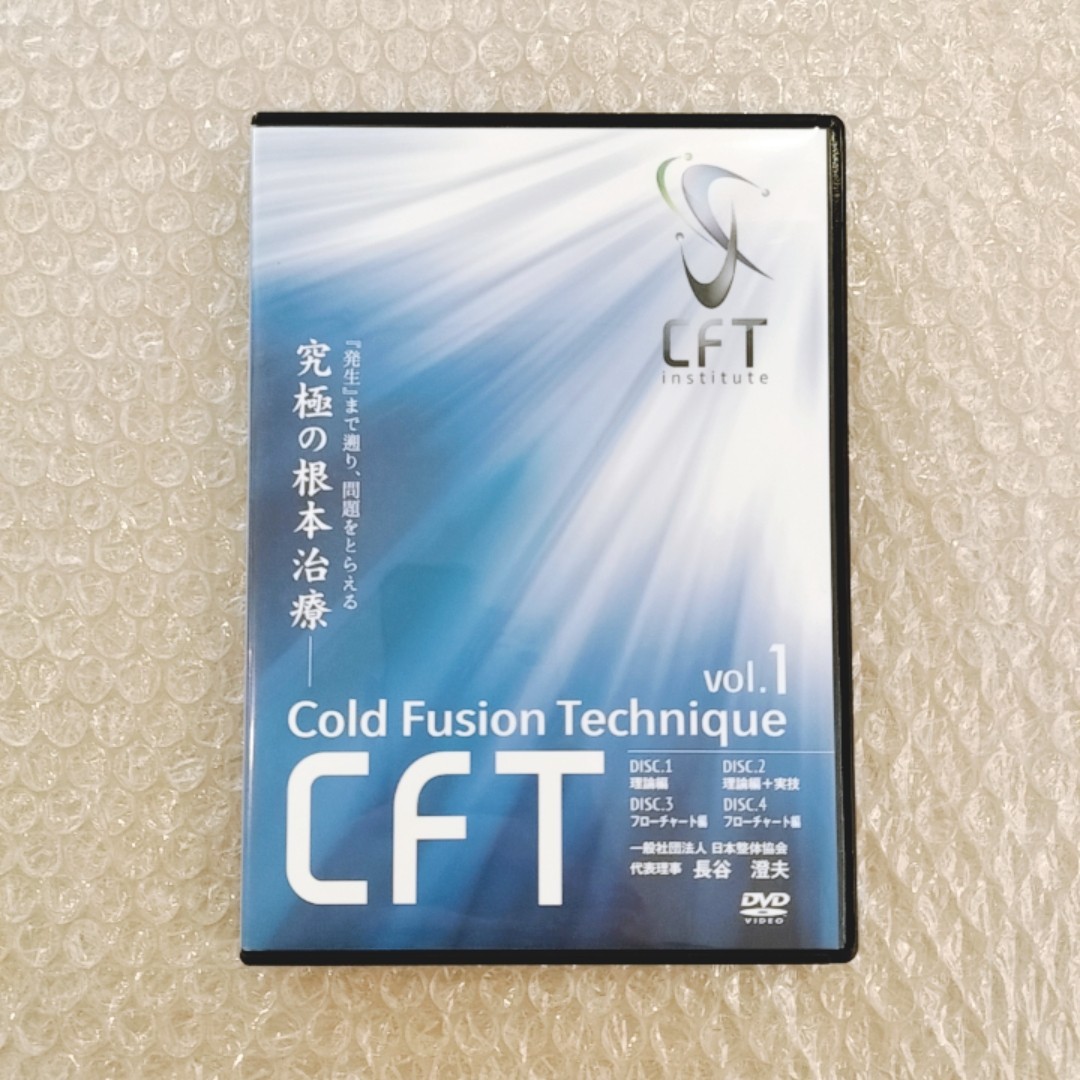 CFT
institute
『発生』まで遡り、問題をとらえる
究極の根本治療──
vol.1
Cold Fusion Technique
CFT
DISC.1
理論編
DISC.2
理論編+実技
DISC.3
フローチャート編
DISC.4
フローチャート編
一般社団法人 日本整体協会
代表理事 長谷 澄夫
DVD
VIDEO